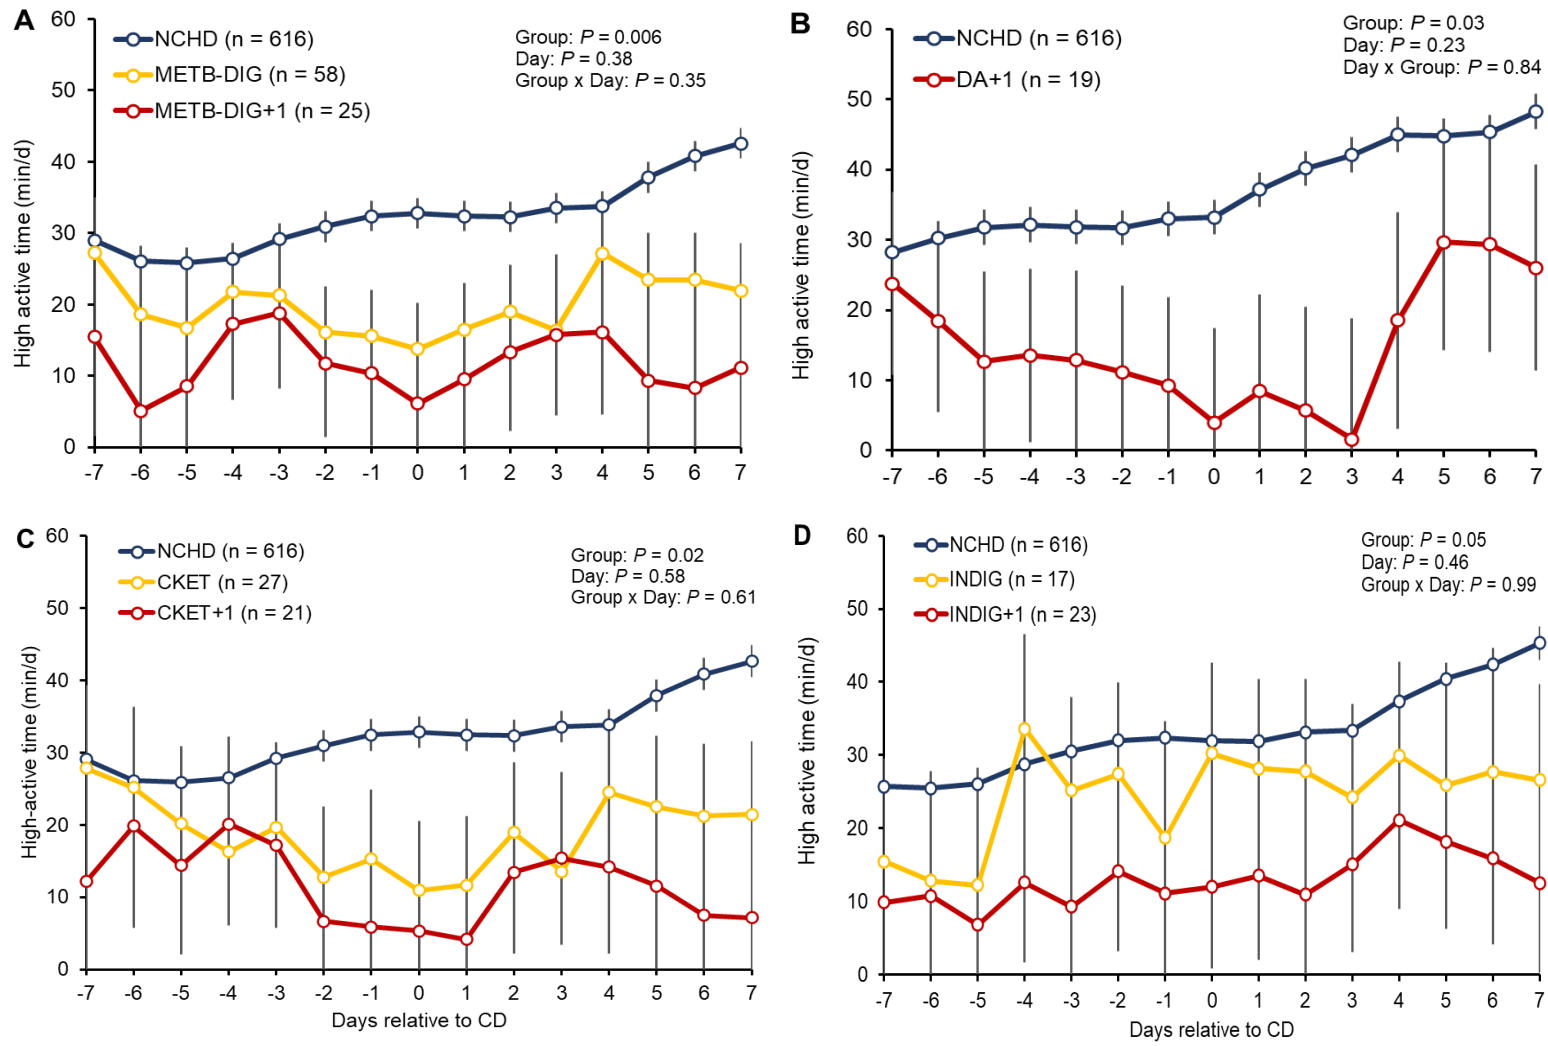 A
60
50
40
30
20
10
0
High active time (min/d)
NCHD (n = 616)
METB-DIG (n = 58)
METB-DIG+1 (n = 25)
Group: P = 0.006
Day: P = 0.38
Group x Day: P = 0.35
-7 -6 -5 -4 -3 -2 -1 0 1 2 3 4 5 6 7
B
60
50
40
30
20
10
0
High active time (min/d)
NCHD (n = 616)
DA+1 (n = 19)
Group: P = 0.03
Day: P = 0.23
Day x Group: P = 0.84
-7 -6 -5 -4 -3 -2 -1 0 1 2 3 4 5 6 7
C
60
50
40
30
20
10
0
High-active time (min/d)
NCHD (n = 616)
CKET (n = 27)
CKET+1 (n = 21)
Group: P = 0.02
Day: P = 0.58
Group x Day: P = 0.61
-7 -6 -5 -4 -3 -2 -1 0 1 2 3 4 5 6 7
Days relative to CD
D
60
50
40
30
20
10
0
High active time (min/d)
NCHD (n = 616)
INDIG (n = 17)
INDIG+1 (n = 23)
Group: P = 0.05
Day: P = 0.46
Group x Day: P = 0.99
-7 -6 -5 -4 -3 -2 -1 0 1 2 3 4 5 6 7
Days relative to CD